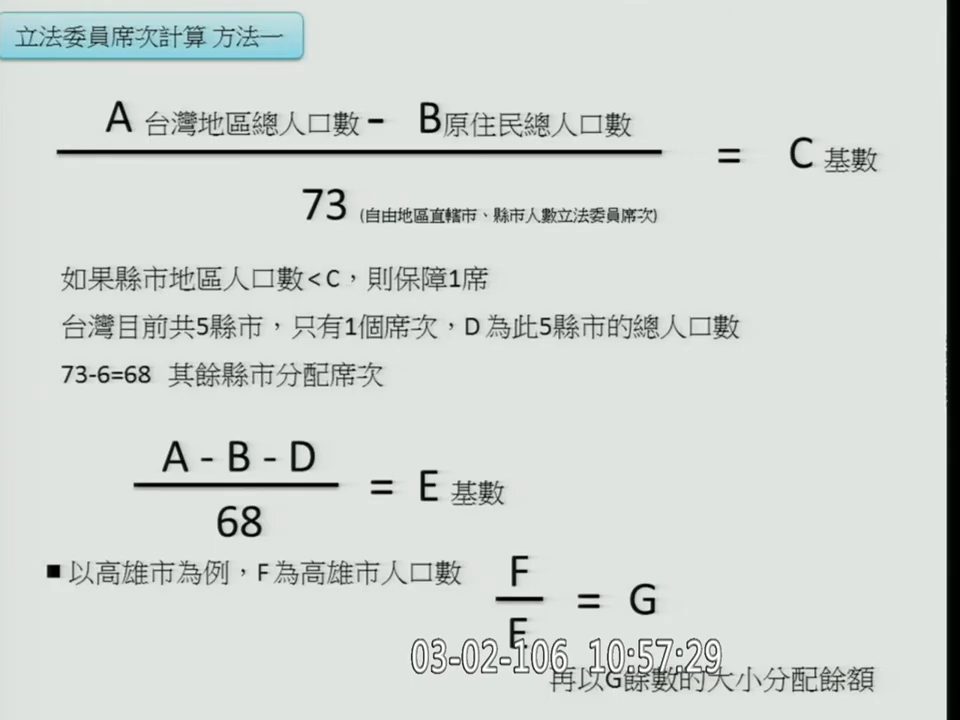 立法委員席次計算 方法一
A 台灣地區總人口數 - B原住民總人口數
73 (自由地區直轄市、縣市人數立法委員席次)
= C 基數
如果縣市地區人口數<C，則保障1席
台灣目前共5縣市，只有1個席次，D 為此5縣市的總人口數
73-6=68 其餘縣市分配席次
A - B - D
68
= E 基數
■ 以高雄市為例，F 為高雄市人口數
F
E
= G
03-02-106 10:57:29
再以G餘數的大小分配餘額